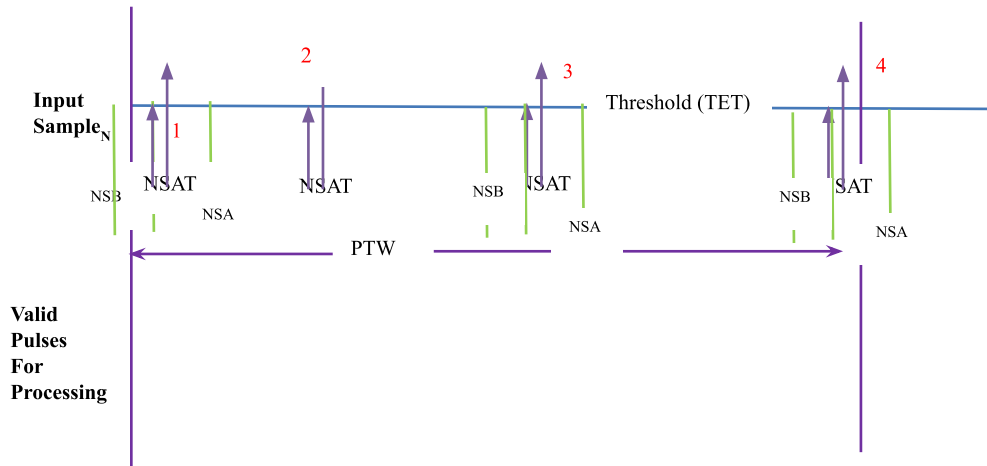 2
3
4
Input
Sample_N
Threshold (TET)
1
NSB
NSAT
NSA
NSAT
NSB
NSAT
NSA
NSB
SAT
NSA
PTW
Valid
Pulses
For
Processing